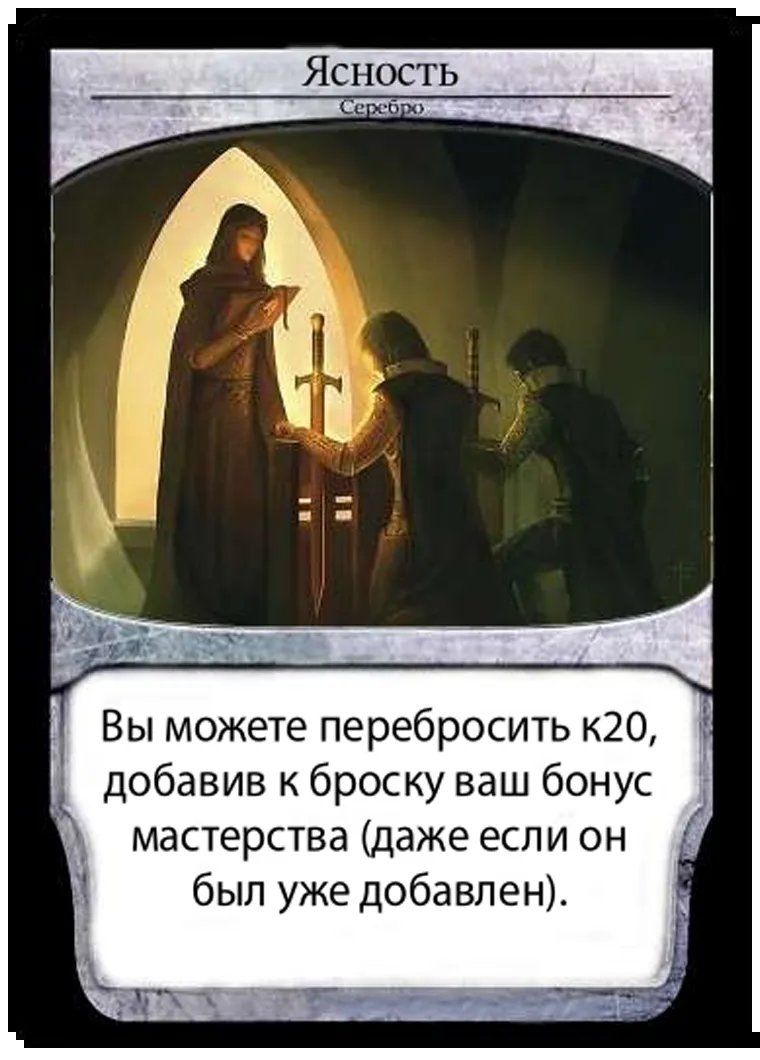 Ясность
Серебро
Вы можете перебросить к20,
добавив к броску ваш бонус
мастерства (даже если он
был уже добавлен).